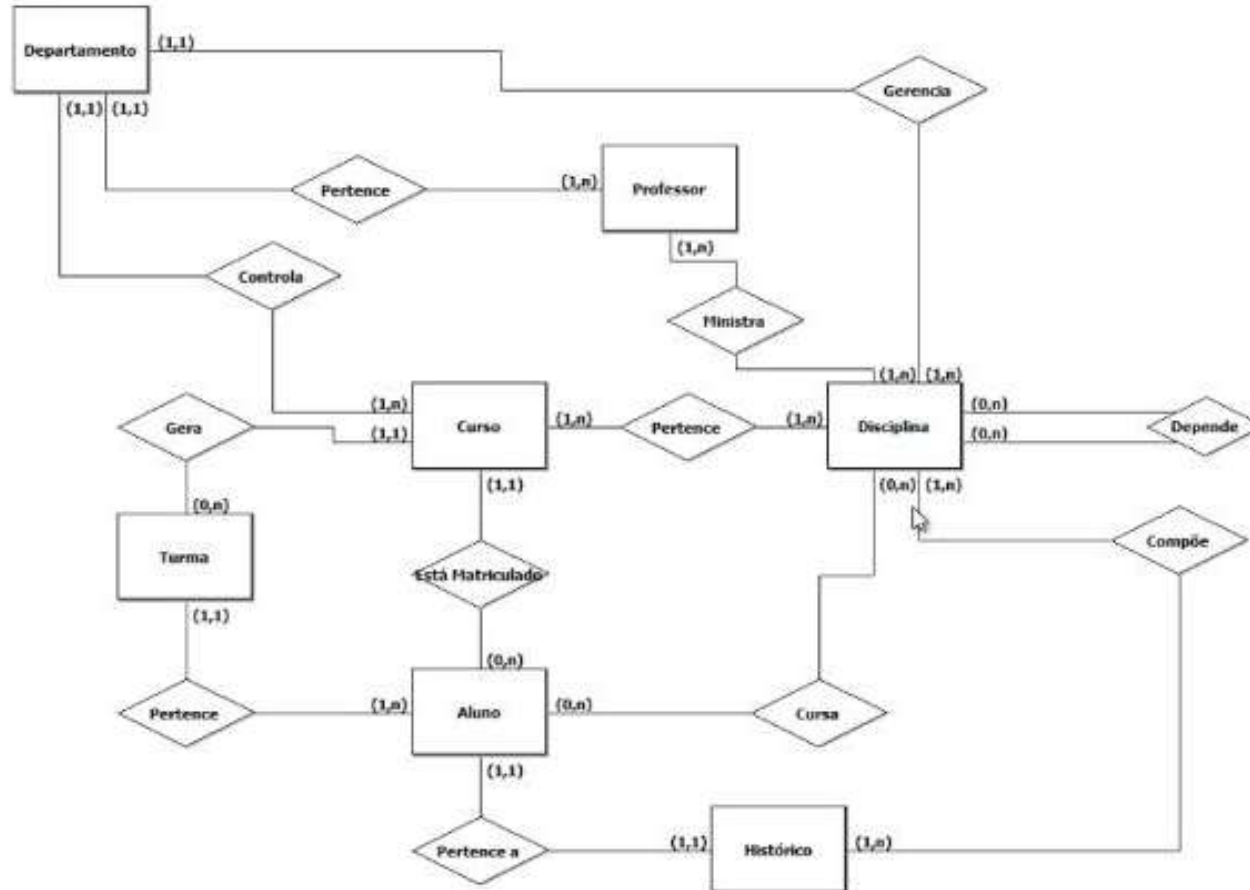 Departamento
(1,1)
Gerencia
(1,1)
(1,1)
Pertence
(1,n)
Professor
(1,n)
Controla
Ministra
(1,n)
(1,n)
(1,n)
Curso
(1,n)
Pertence
(1,n)
Disciplina
(0,n)
Depende
Gera
(1,1)
(0,n)
(1,1)
(0,n)
(1,n)
(0,n)
Turma
Está Matriculado
Compõe
(1,1)
(0,n)
Pertence
(1,n)
Aluno
(0,n)
Cursa
(1,1)
Pertence a
(1,1)
Histórico
(1,n)